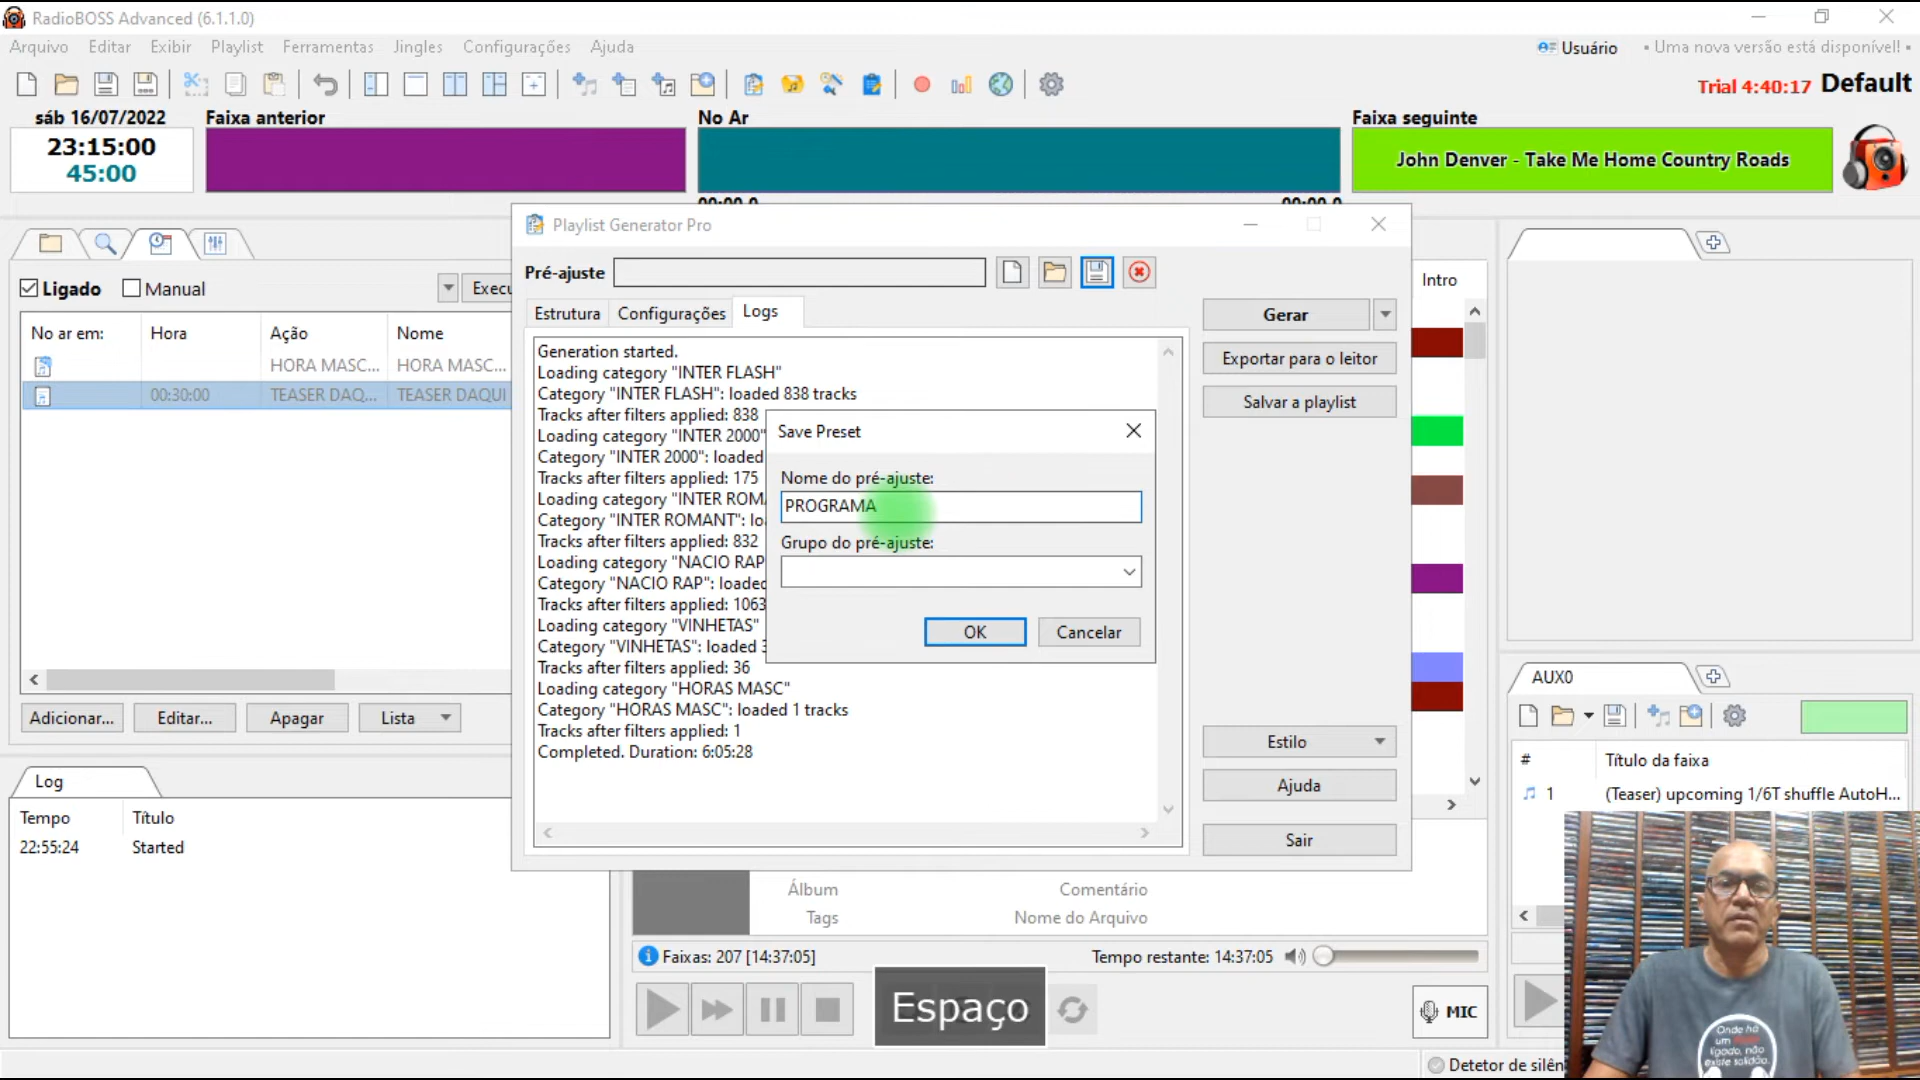 RadioBOSS Advanced (6.1.1.0)
Arquivo Editar Exibir Playlist Ferramentas Jingles Configurações Ajuda
Usuário
• Uma nova versão está disponível! •
Trial 4:40:17 Default
sáb 16/07/2022
23:15:00
45:00
Faixa anterior
No Ar
Faixa seguinte
John Denver - Take Me Home Country Roads
Playlist Generator Pro
Pré-ajuste
Estrutura Configurações Logs
Generation started.
Loading category "INTER FLASH"
Category "INTER FLASH": loaded 838 tracks
Tracks after filters applied: 838
Loading category "INTER 2000"
Category "INTER 2000": loaded
Tracks after filters applied: 175
Loading category "INTER ROMA
Category "INTER ROMANT": lo
Tracks after filters applied: 832
Loading category "NACIO RAP
Category "NACIO RAP": loaded
Tracks after filters applied: 1063
Loading category "VINHETAS"
Category "VINHETAS": loaded 3
Tracks after filters applied: 36
Loading category "HORAS MASC"
Category "HORAS MASC": loaded 1 tracks
Tracks after filters applied: 1
Completed. Duration: 6:05:28
Save Preset
Nome do pré-ajuste:
PROGRAMA
Grupo do pré-ajuste:
OK Cancelar
Gerar
Exportar para o leitor
Salvar a playlist
Estilo
Ajuda
Sair
Ligado Manual
Execu
No ar em: Hora Ação Nome
HORA MASC... HORA MASC...
00:30:00 TEASER DAQ... TEASER DAQUI
Adicionar... Editar... Apagar Lista
Log
Tempo Título
22:55:24 Started
Intro
Álbum Comentário
Tags Nome do Arquivo
Faixas: 207 [14:37:05]
Tempo restante: 14:37:05
Espaço
MIC
AUX0
# Título da faixa
1 (Teaser) upcoming 1/6T shuffle AutoH...
Detetor de silên
Onde há
um
ligado, não
existe solidão.